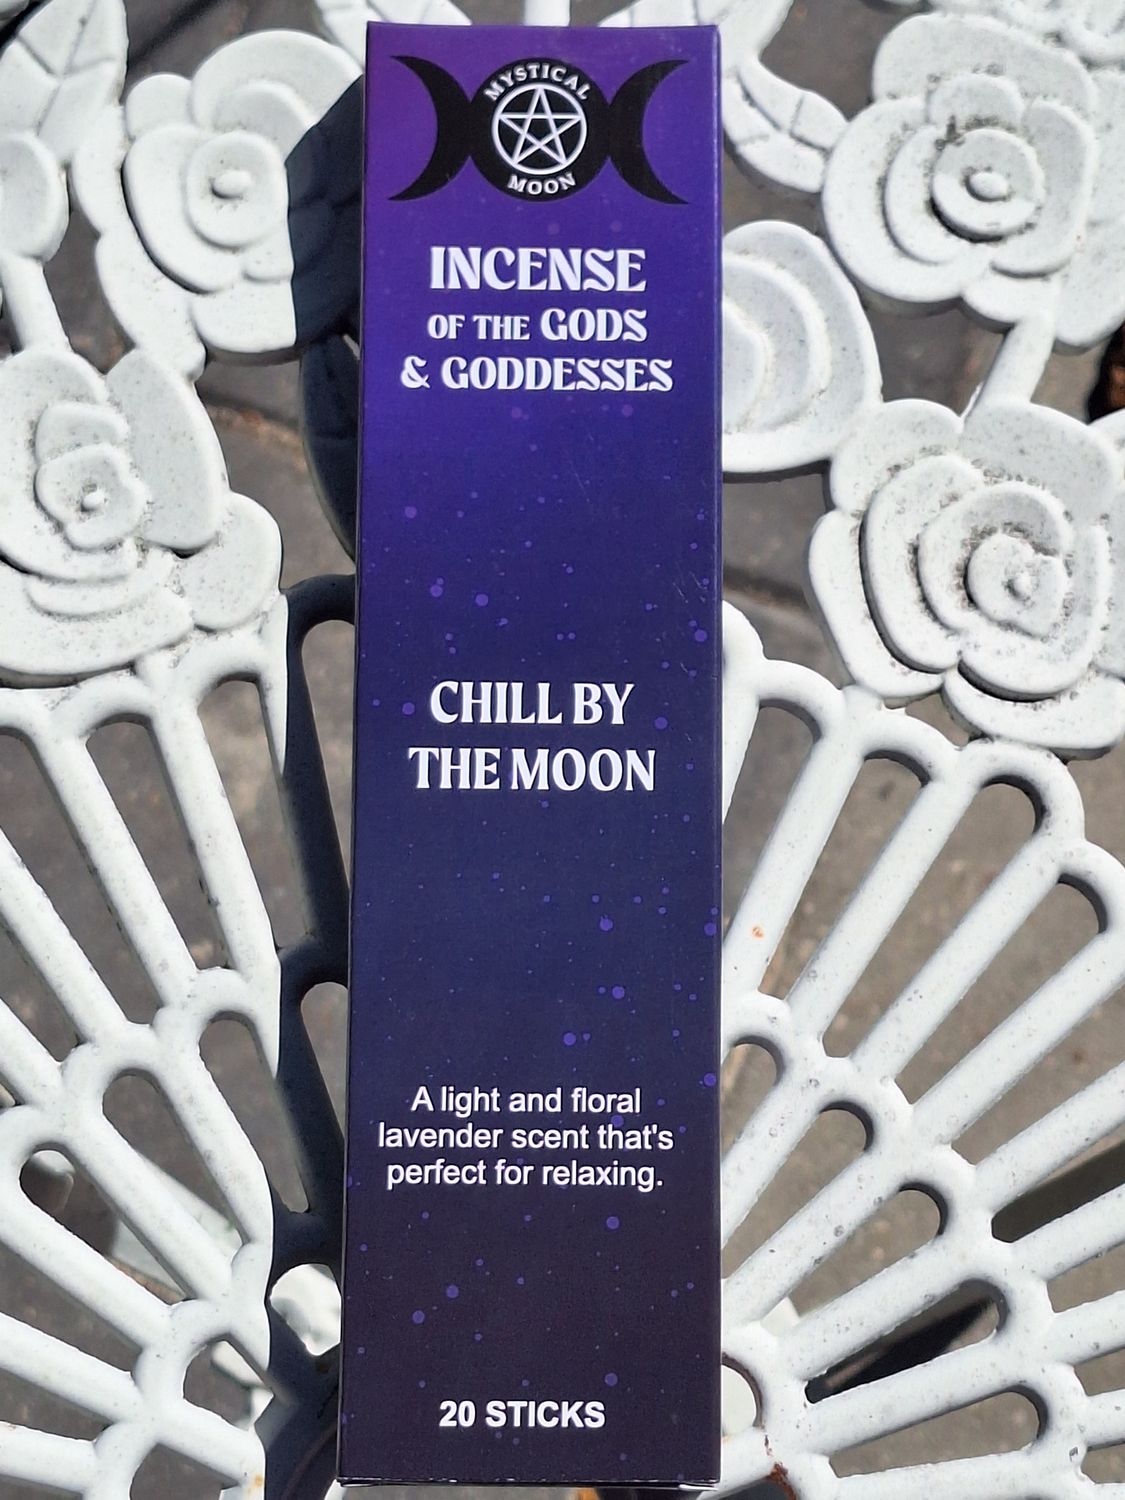 MYSTICAL
MOON
INCENSE
OF THE GODS
& GODDESSES
CHILL BY
THE MOON
A light and floral
lavender scent that's
perfect for relaxing.
20 STICKS